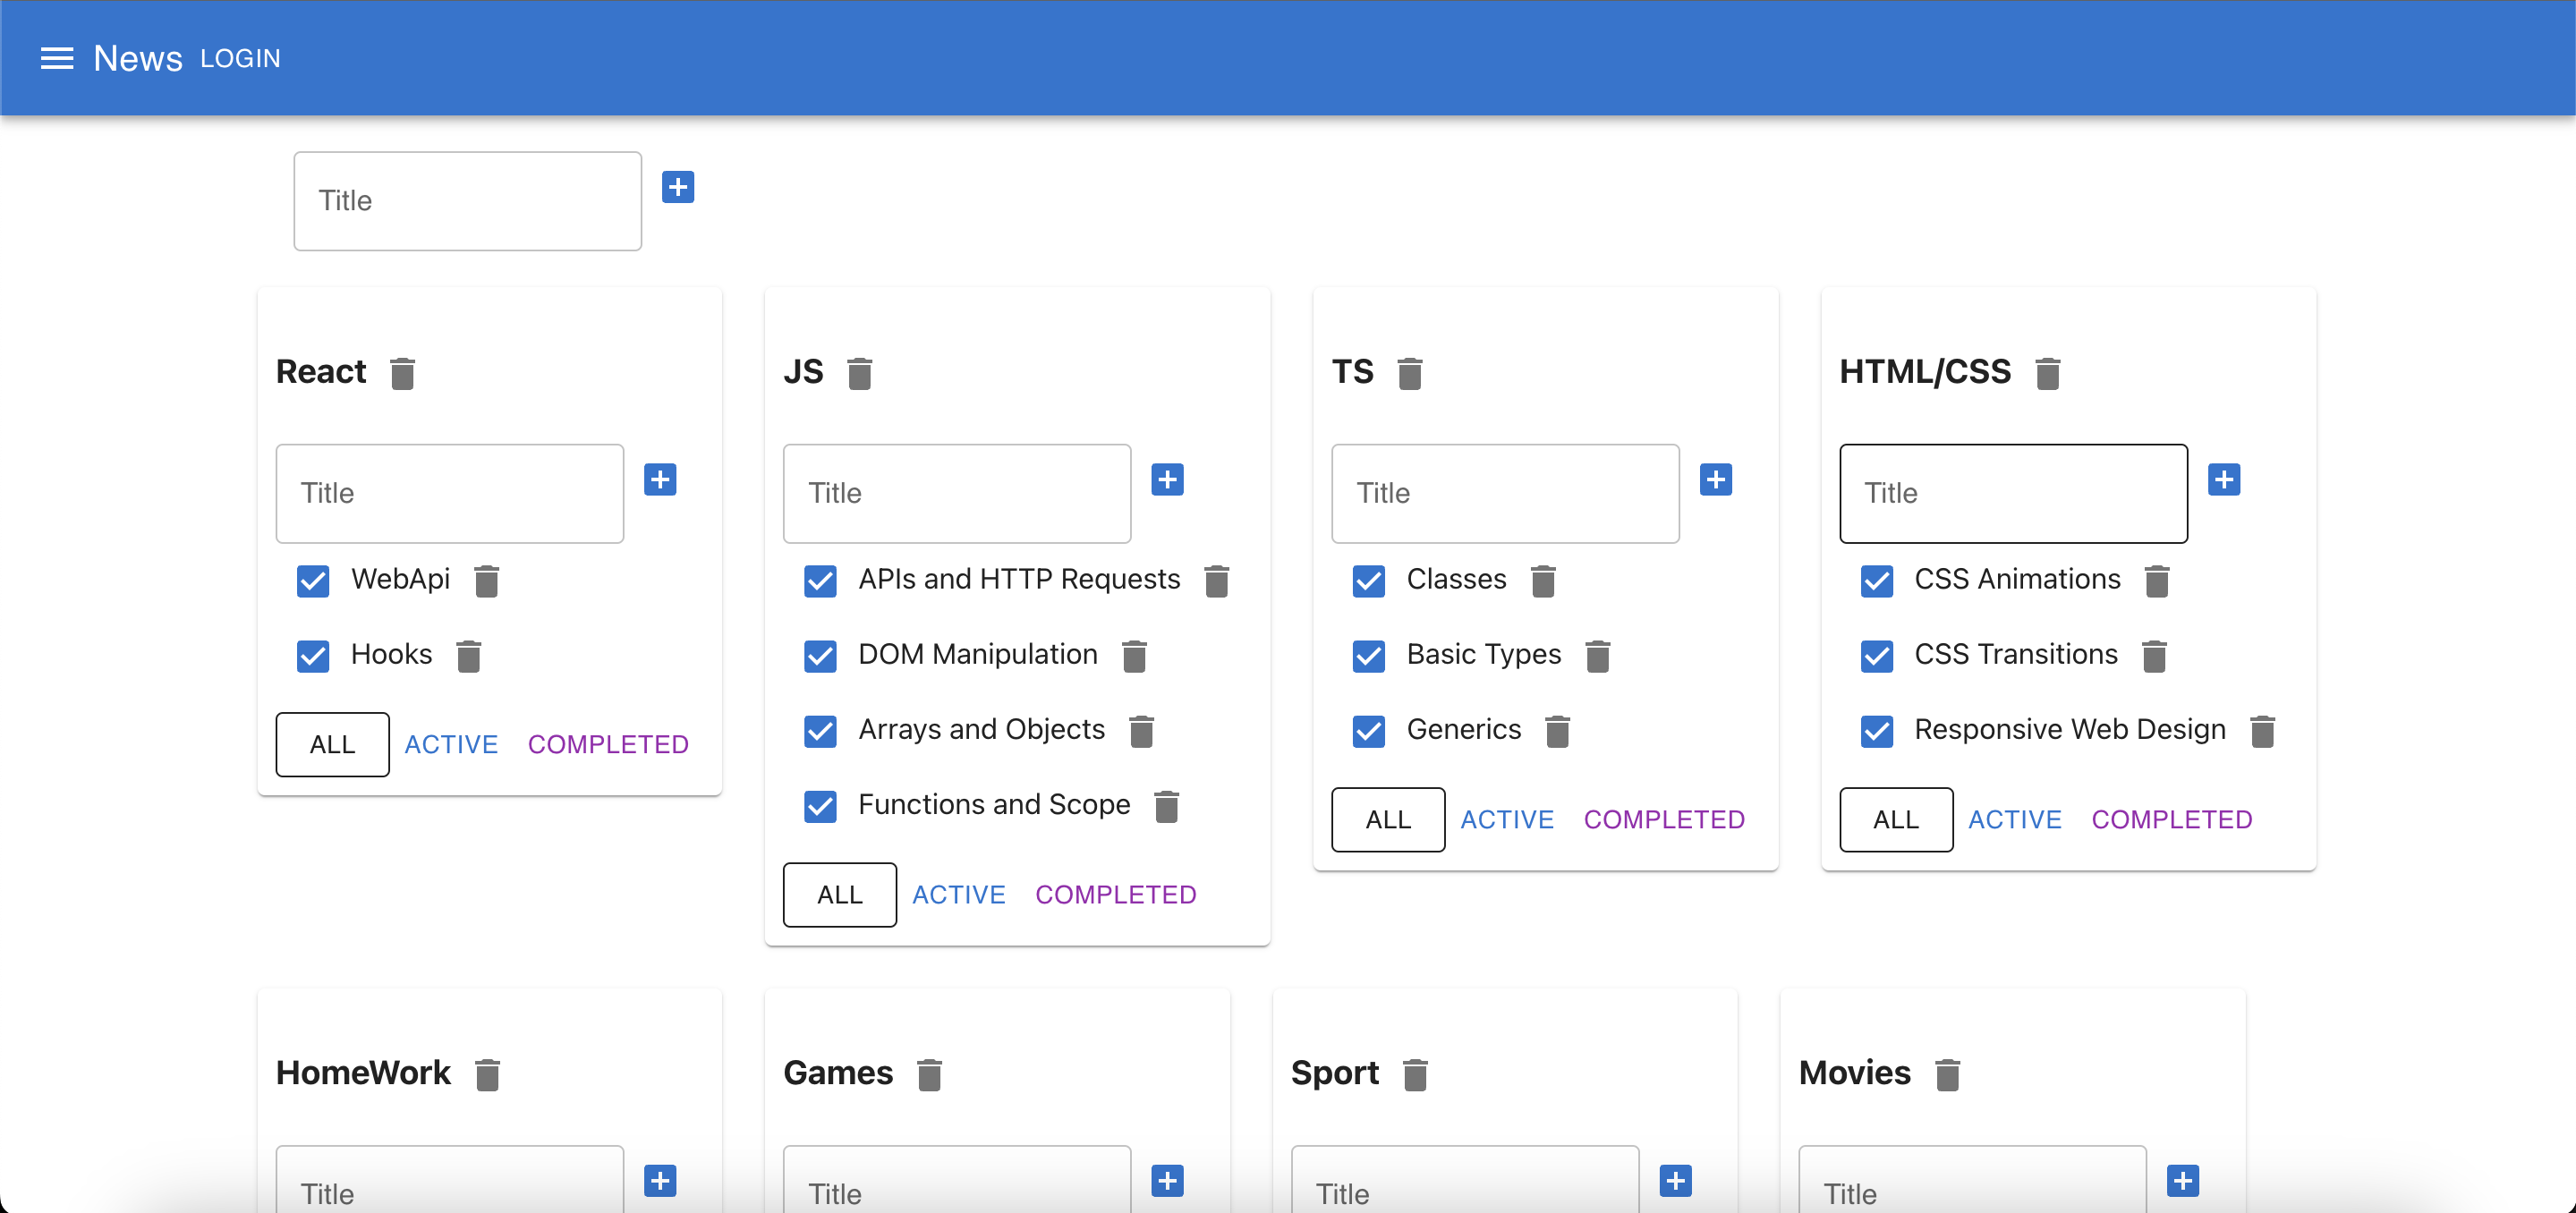 News LOGIN
Title
React
Title
WebApi
Hooks
ALL ACTIVE COMPLETED
JS
Title
APIs and HTTP Requests
DOM Manipulation
Arrays and Objects
Functions and Scope
ALL ACTIVE COMPLETED
TS
Title
Classes
Basic Types
Generics
ALL ACTIVE COMPLETED
HTML/CSS
Title
CSS Animations
CSS Transitions
Responsive Web Design
ALL ACTIVE COMPLETED
HomeWork
Title
Games
Title
Sport
Title
Movies
Title